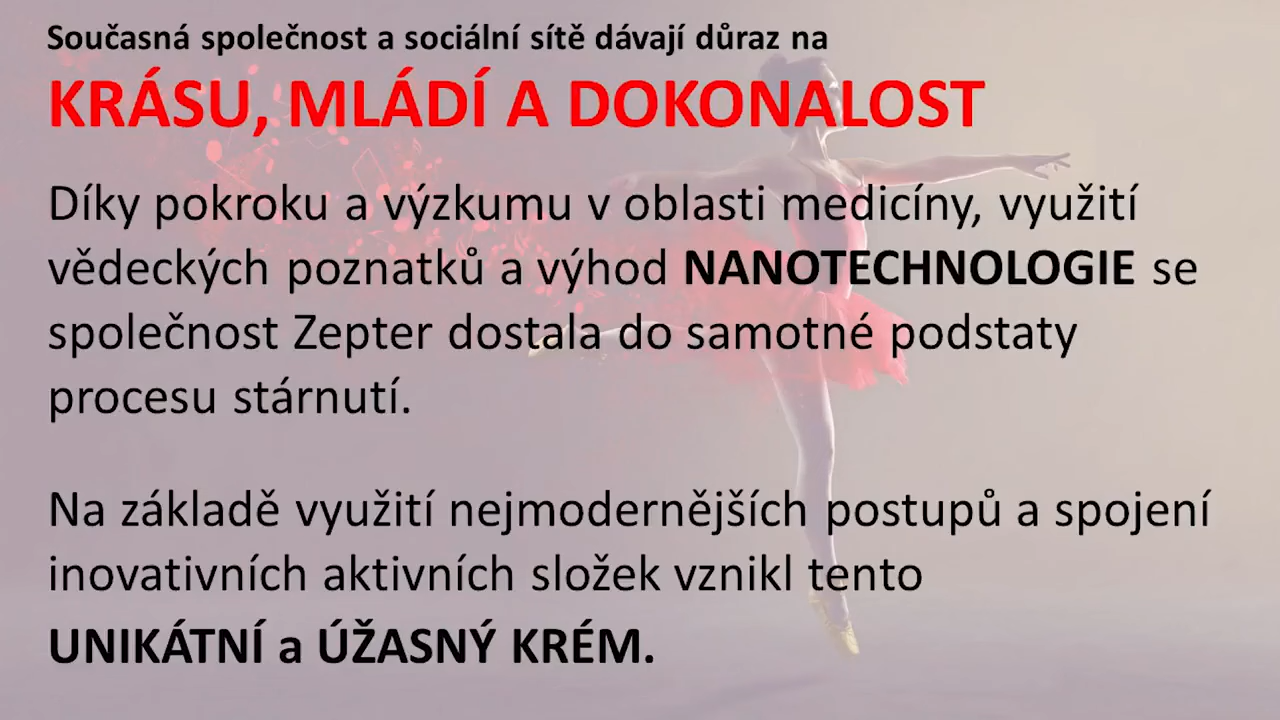 Současná společnost a sociální sítě dávají důraz na
KRÁSU, MLÁDÍ A DOKONALOST
Díky pokroku a výzkumu v oblasti medicíny, využití
vědeckých poznatků a výhod NANOTECHNOLOGIE se
společnost Zepter dostala do samotné podstaty
procesu stárnutí.
Na základě využití nejmodernějších postupů a spojení
inovativních aktivních složek vznikl tento
UNIKÁTNÍ a ÚŽASNÝ KRÉM.